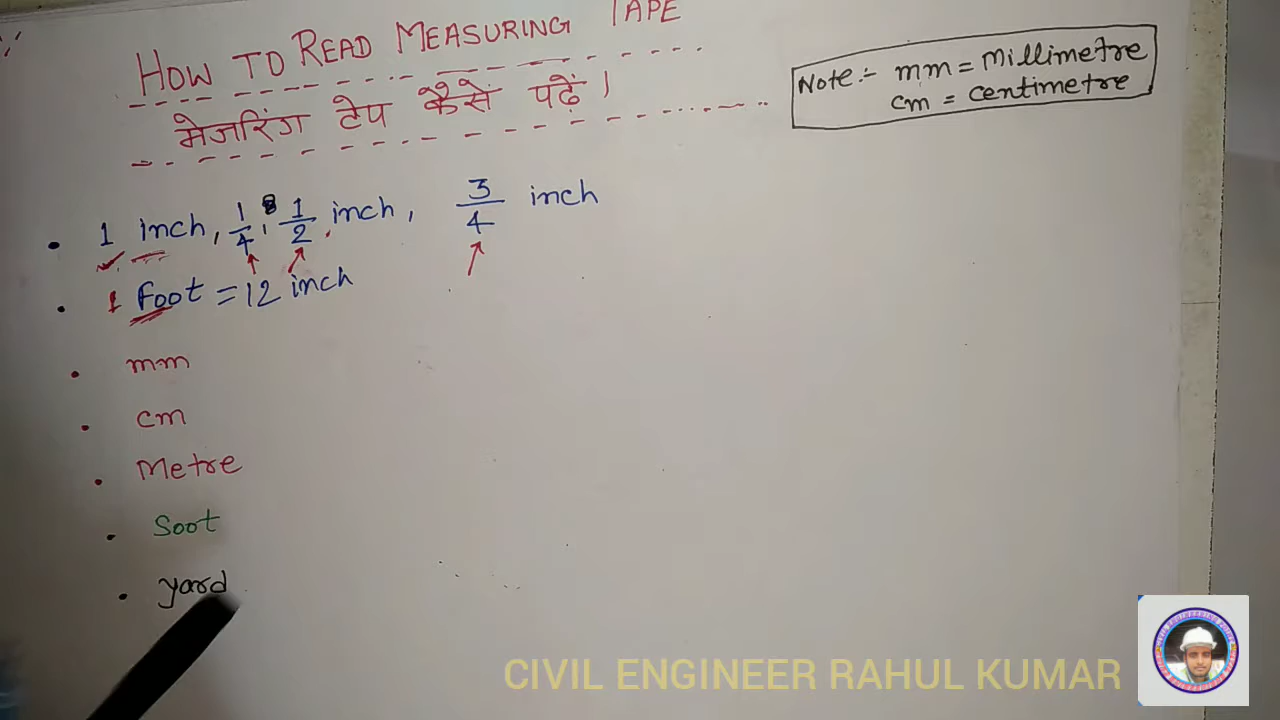 HOW TO READ MEASURING TAPE
मेजरिंग टेप कैसे पढ़ें।
Note:- mm = millimetre
cm = centimetre
• 1 inch, 1/4, 1/2 inch, 3/4 inch
• 1 Foot = 12 inch
• mm
• cm
• Metre
• Soot
• yard
CIVIL ENGINEER RAHUL KUMAR